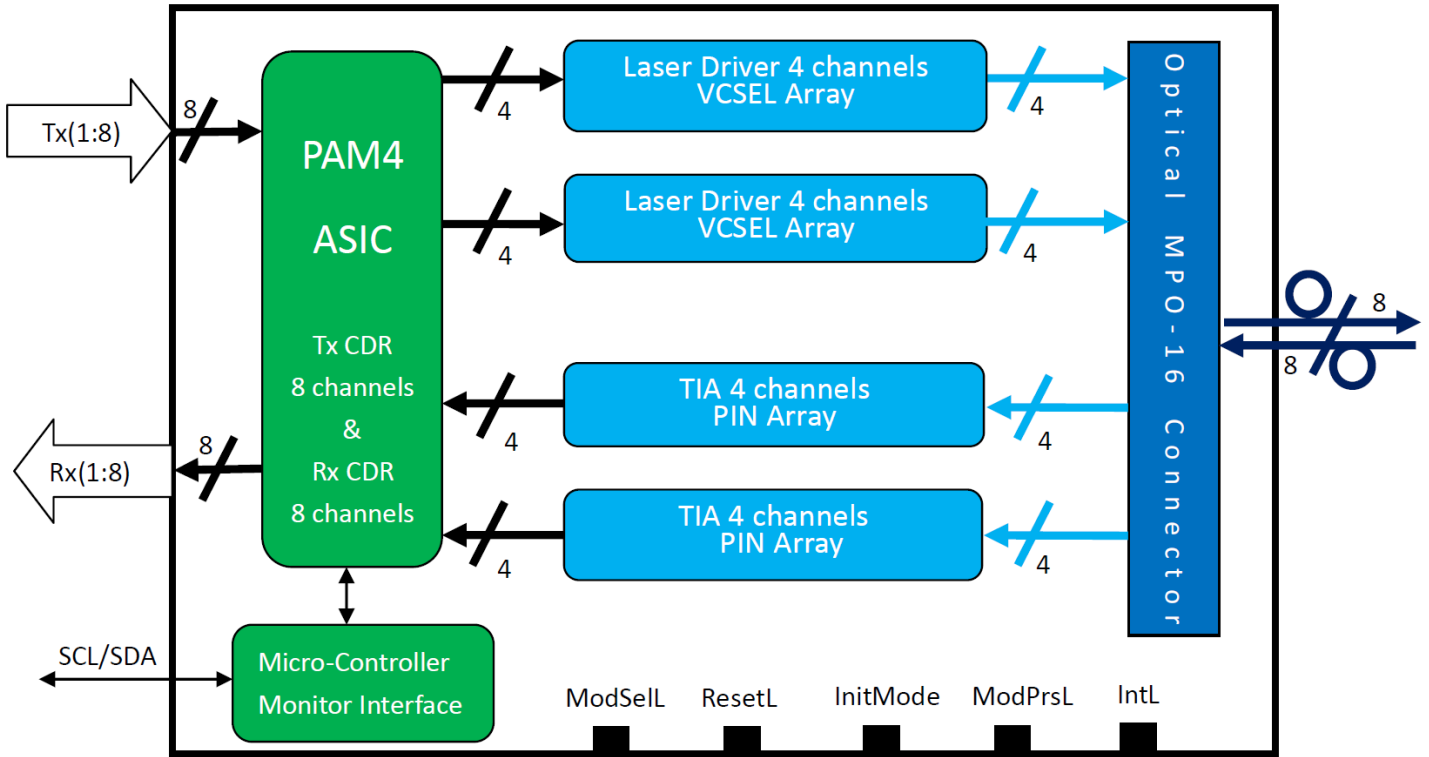 Tx(1:8)
8
PAM4
ASIC
Tx CDR
8 channels
&
Rx CDR
8 channels
4
Laser Driver 4 channels
VCSEL Array
4
4
Laser Driver 4 channels
VCSEL Array
4
4
TIA 4 channels
PIN Array
4
4
TIA 4 channels
PIN Array
4
Optical MPO-16 Connector
8
8
Rx(1:8)
8
SCL/SDA
Micro-Controller
Monitor Interface
ModSelL
ResetL
InitMode
ModPrsL
IntL